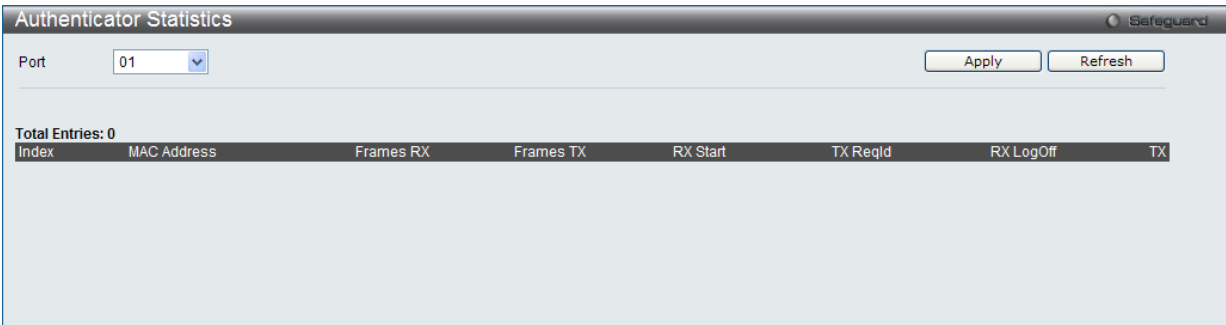 Authenticator Statistics Safeguard
Port 01 Apply Refresh
Total Entries: 0
Index MAC Address Frames RX Frames TX RX Start TX ReqId RX LogOff TX